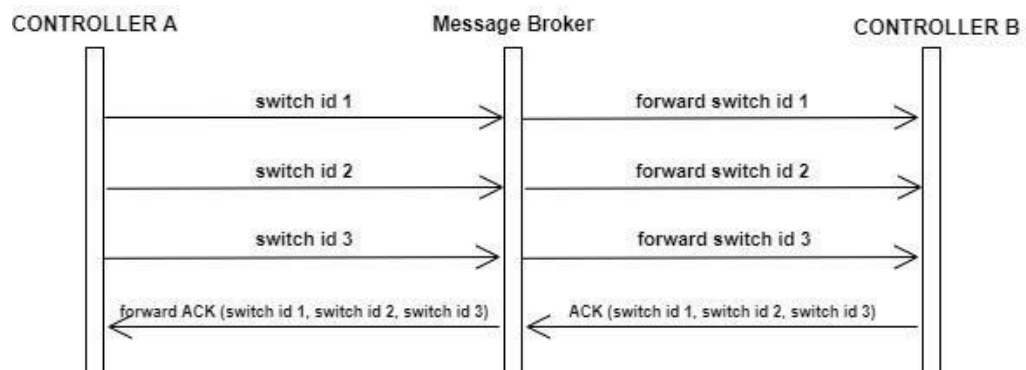 CONTROLLER A
Message Broker
CONTROLLER B
switch id 1
forward switch id 1
switch id 2
forward switch id 2
switch id 3
forward switch id 3
forward ACK (switch id 1, switch id 2, switch id 3)
ACK (switch id 1, switch id 2, switch id 3)